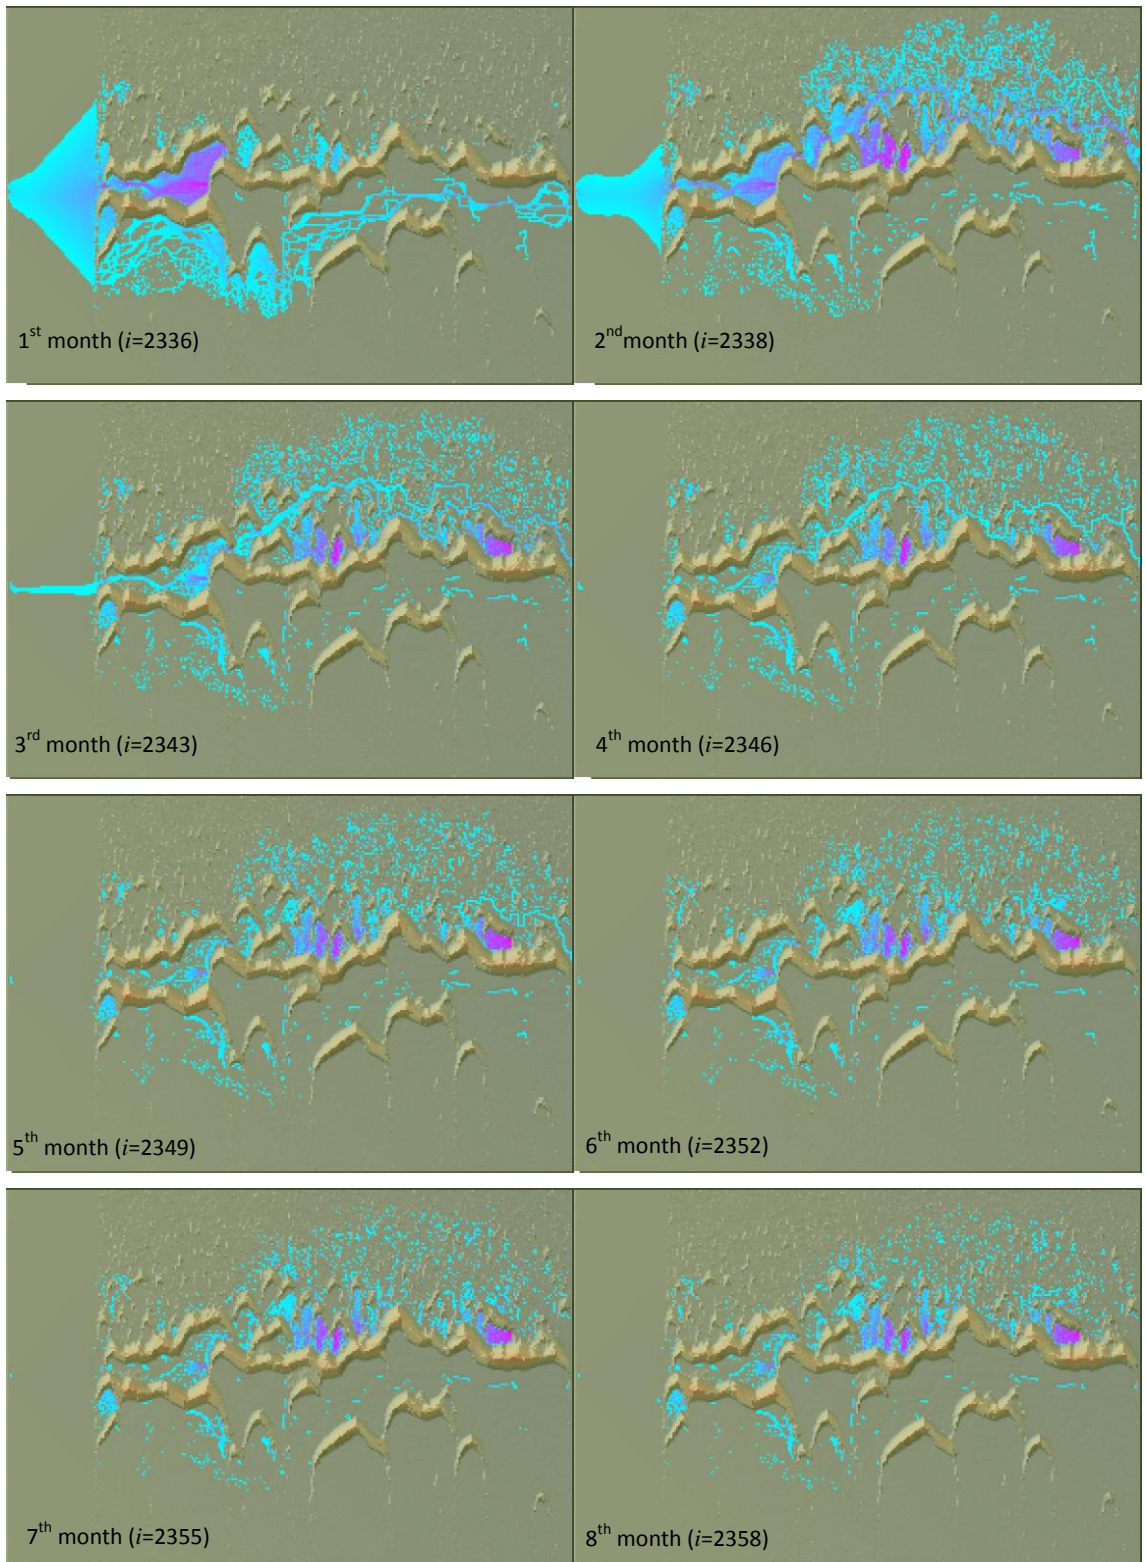 1st month (i=2336)
2nd month (i=2338)
3rd month (i=2343)
4th month (i=2346)
5th month (i=2349)
6th month (i=2352)
7th month (i=2355)
8th month (i=2358)